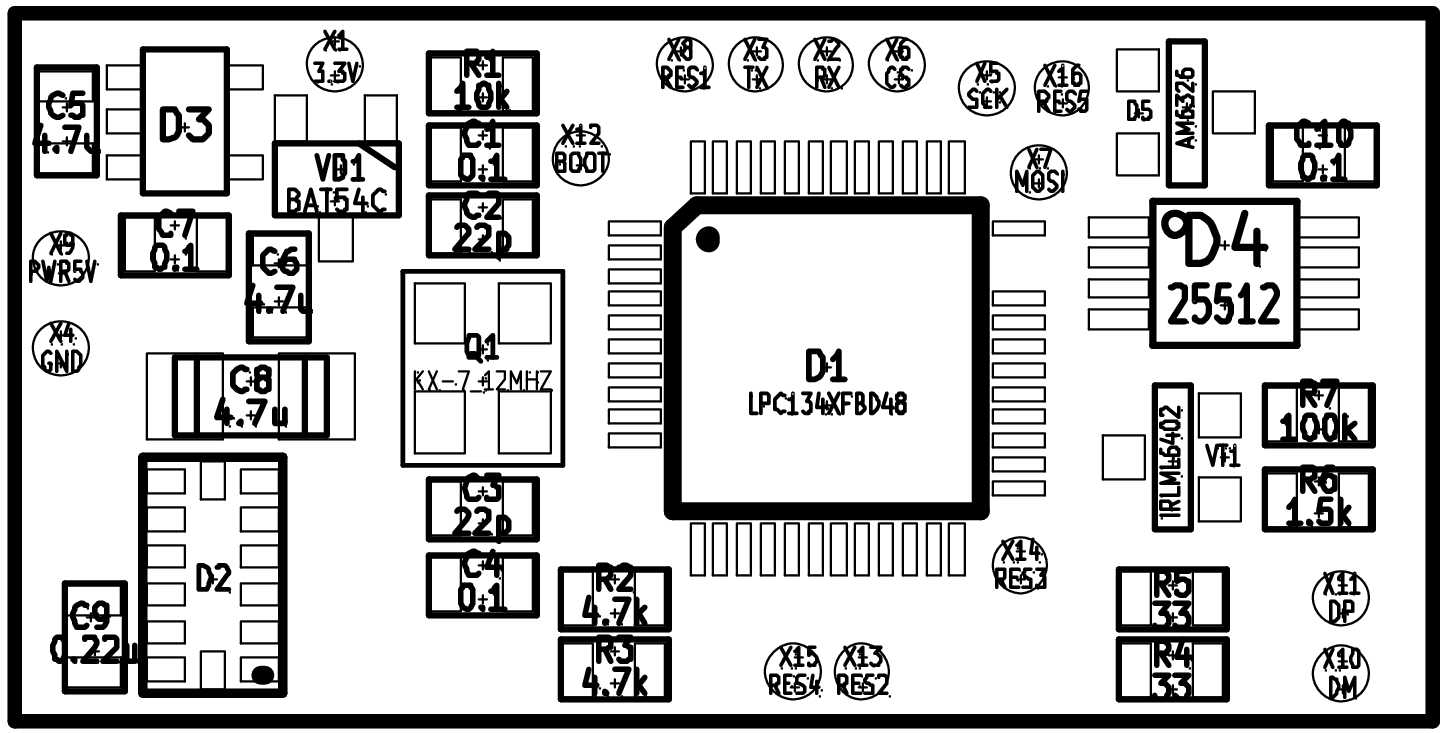 X1
3.3V
R1
10k
X8
RES1
X3
TX
X2
RX
X6
CS
X5
SCK
X16
RES5
D5
AM6326
C5
4.7u
D3
VD1
BAT54C
C1
0.1
X12
BOOT
X7
MOSI
C10
0.1
C7
0.1
C2
22p
X9
PWR5V
C6
4.7u
D4
25512
X4
GND
Q1
KX-7_12MHZ
D1
LPC134XFBD48
C8
4.7u
R7
100k
VT1
IRLML6402
C3
22p
R6
1.5k
D2
C4
0.1
X14
RES3
R2
4.7k
R5
33
X11
DP
C9
0.22u
R3
4.7k
X15
RES4
X13
RES2
R4
33
X10
DM